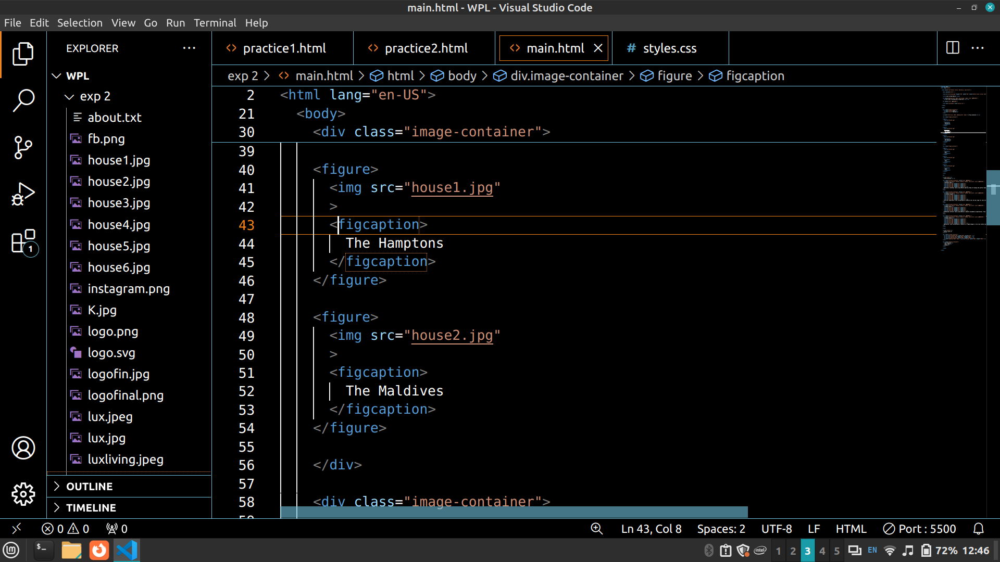 main.html - WPL - Visual Studio Code
File Edit Selection View Go Run Terminal Help
EXPLORER
WPL
exp 2
about.txt
fb.png
house1.jpg
house2.jpg
house3.jpg
house4.jpg
house5.jpg
house6.jpg
instagram.png
K.jpg
logo.png
logo.svg
logofin.jpg
logofinal.png
lux.jpeg
lux.jpg
luxliving.jpeg
OUTLINE
TIMELINE
1
practice1.html practice2.html main.html # styles.css
exp 2 > main.html > html > body > div.image-container > figure > figcaption
2 <html lang="en-US">
21 <body>
30 <div class="image-container">
39
40 <figure>
41 <img src="house1.jpg"
42 >
43 <figcaption>
44 The Hamptons
45 </figcaption>
46 </figure>
47
48 <figure>
49 <img src="house2.jpg"
50 >
51 <figcaption>
52 The Maldives
53 </figcaption>
54 </figure>
55
56 </div>
57
58 <div class="image-container">
0 0 0 Ln 43, Col 8 Spaces: 2 UTF-8 LF HTML Port : 5500
intel 1 2 3 4 5 EN 72% 12:46